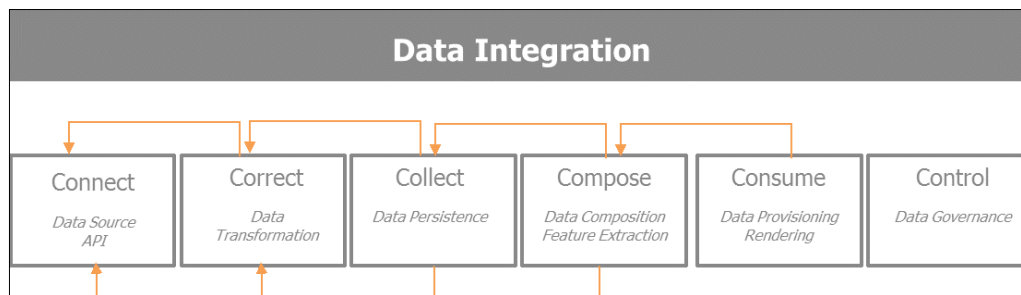 Data Integration
Connect
Data Source
API
Correct
Data
Transformation
Collect
Data Persistence
Compose
Data Composition
Feature Extraction
Consume
Data Provisioning
Rendering
Control
Data Governance